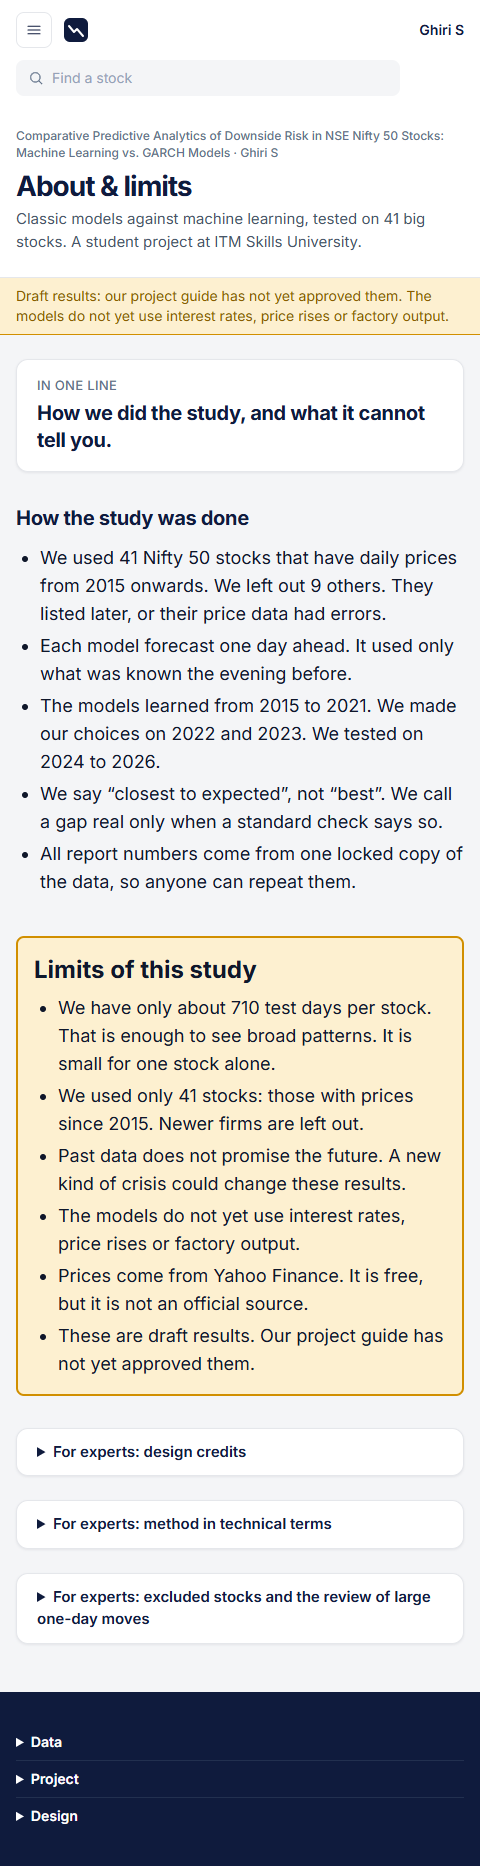 Ghiri S
Find a stock
Comparative Predictive Analytics of Downside Risk in NSE Nifty 50 Stocks:
Machine Learning vs. GARCH Models · Ghiri S
About & limits
Classic models against machine learning, tested on 41 big
stocks. A student project at ITM Skills University.
Draft results: our project guide has not yet approved them. The
models do not yet use interest rates, price rises or factory output.
IN ONE LINE
How we did the study, and what it cannot
tell you.
How the study was done
• We used 41 Nifty 50 stocks that have daily prices
from 2015 onwards. We left out 9 others. They
listed later, or their price data had errors.
• Each model forecast one day ahead. It used only
what was known the evening before.
• The models learned from 2015 to 2021. We made
our choices on 2022 and 2023. We tested on
2024 to 2026.
• We say “closest to expected”, not “best”. We call
a gap real only when a standard check says so.
• All report numbers come from one locked copy of
the data, so anyone can repeat them.
Limits of this study
• We have only about 710 test days per stock.
That is enough to see broad patterns. It is
small for one stock alone.
• We used only 41 stocks: those with prices
since 2015. Newer firms are left out.
• Past data does not promise the future. A new
kind of crisis could change these results.
• The models do not yet use interest rates,
price rises or factory output.
• Prices come from Yahoo Finance. It is free,
but it is not an official source.
• These are draft results. Our project guide has
not yet approved them.
For experts: design credits
For experts: method in technical terms
For experts: excluded stocks and the review of large
one-day moves
Data
Project
Design